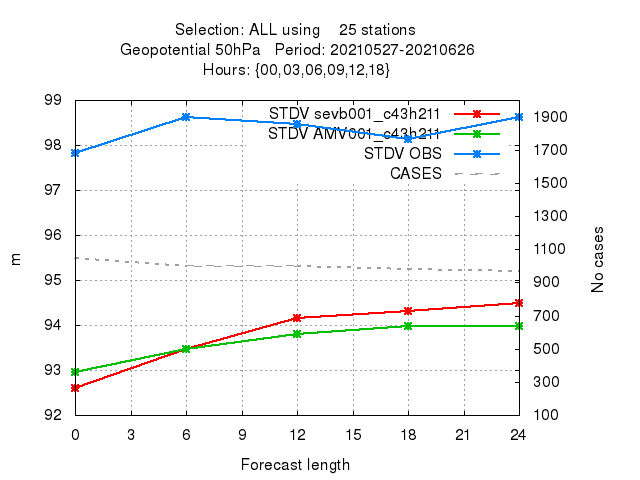 Selection: ALL using 25 stations
Geopotential 50hPa Period: 20210527-20210626
Hours: {00,03,06,09,12,18}
STDV sevb001_c43h211
STDV AMV001_c43h211
STDV OBS
CASES
99
98
97
96
95
94
93
92
m
1900
1700
1500
1300
1100
900
700
500
300
100
No cases
0 3 6 9 12 15 18 21 24
Forecast length